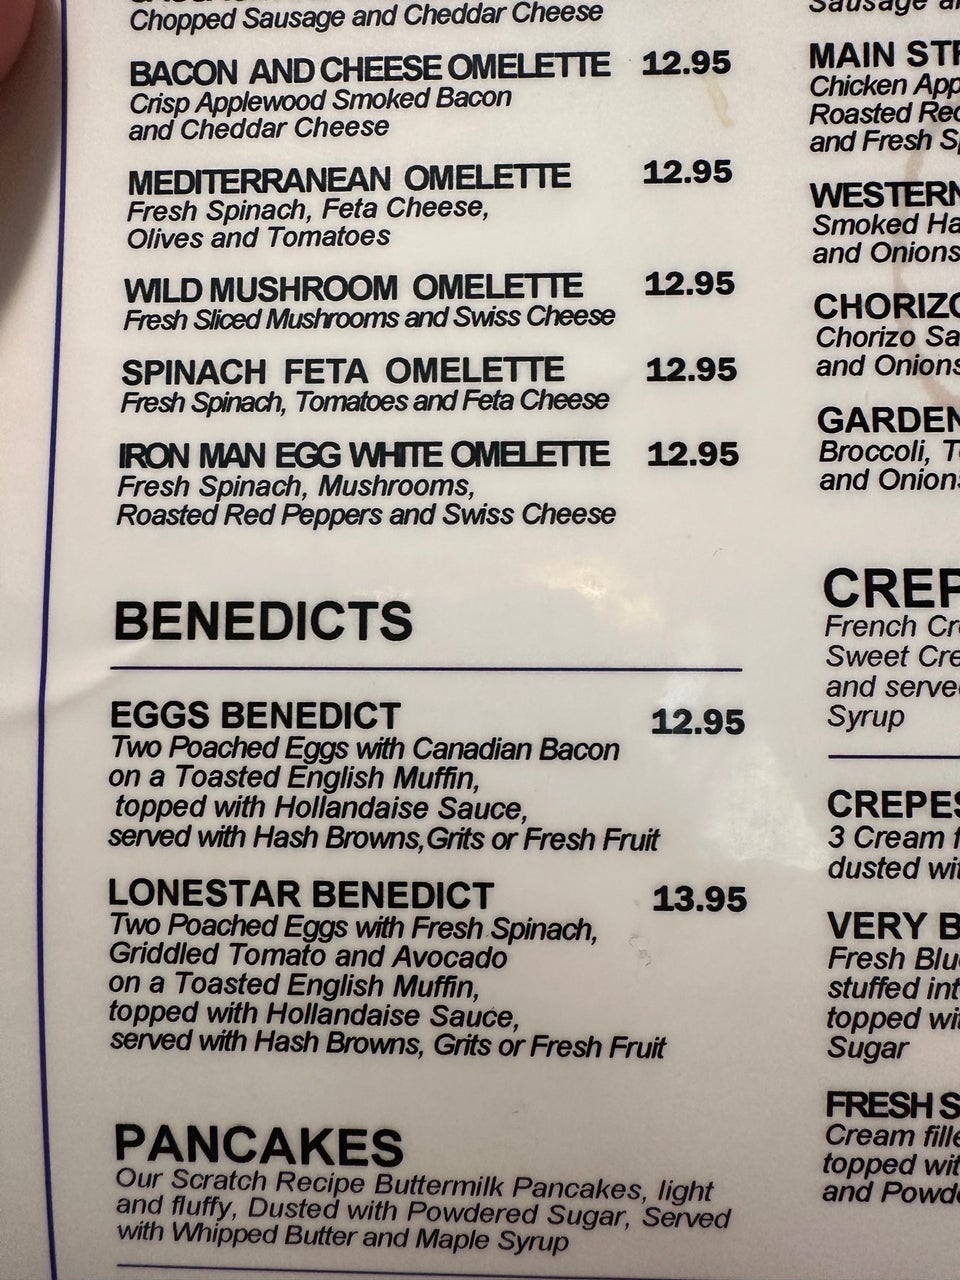 Chopped Sausage and Cheddar Cheese
BACON AND CHEESE OMELETTE 12.95
Crisp Applewood Smoked Bacon
and Cheddar Cheese
MEDITERRANEAN OMELETTE 12.95
Fresh Spinach, Feta Cheese,
Olives and Tomatoes
WILD MUSHROOM OMELETTE 12.95
Fresh Sliced Mushrooms and Swiss Cheese
SPINACH FETA OMELETTE 12.95
Fresh Spinach, Tomatoes and Feta Cheese
IRON MAN EGG WHITE OMELETTE 12.95
Fresh Spinach, Mushrooms,
Roasted Red Peppers and Swiss Cheese
BENEDICTS
EGGS BENEDICT 12.95
Two Poached Eggs with Canadian Bacon
on a Toasted English Muffin,
topped with Hollandaise Sauce,
served with Hash Browns, Grits or Fresh Fruit
LONESTAR BENEDICT 13.95
Two Poached Eggs with Fresh Spinach,
Griddled Tomato and Avocado
on a Toasted English Muffin,
topped with Hollandaise Sauce,
served with Hash Browns, Grits or Fresh Fruit
PANCAKES
Our Scratch Recipe Buttermilk Pancakes, light
and fluffy, Dusted with Powdered Sugar, Served
with Whipped Butter and Maple Syrup
Sausage
MAIN
Chicken
Roasted
and Fresh
WESTERN
Smoked
and Onions
CHORIZO
Chorizo
and Onions
GARDEN
Broccoli,
and
French
Sweet
and
Syrup
CREPES
3 Cream
dusted
VERY
Fresh
stuffed
topped
Sugar
FRESH
Cream
topped
and